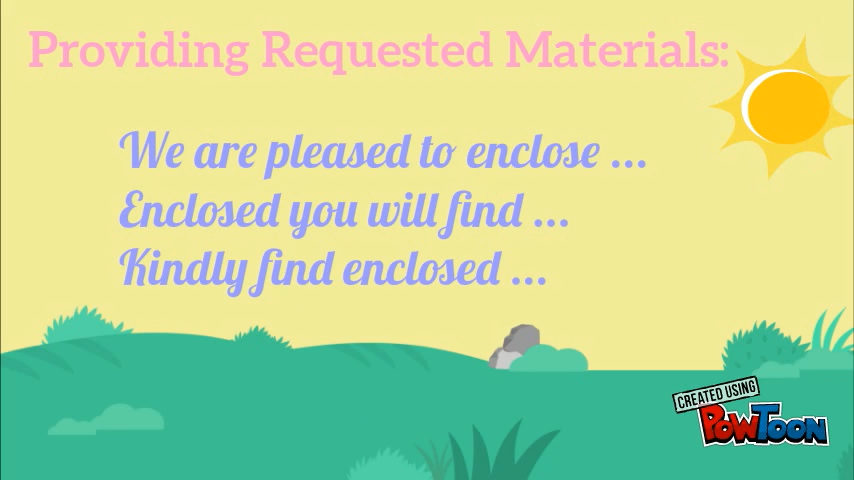 Providing Requested Materials:
We are pleased to enclose ...
Enclosed you will find ...
Kindly find enclosed ...
CREATED USING
POWTOON